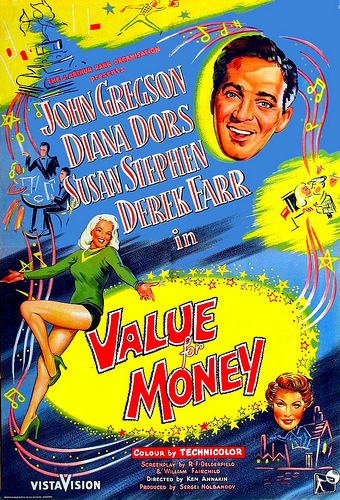 THE J. ARTHUR RANK ORGANISATION
presents
JOHN GREGSON
DIANA DORS
SUSAN STEPHEN
DEREK FARR
in
VALUE
for
MONEY
COLOUR BY TECHNICOLOR
SCREENPLAY BY R·F·DELDERFIELD
& WILLIAM FAIRCHILD
DIRECTED BY KEN ANNAKIN
PRODUCED BY SERGEI NOLBANDOV
VISTAVISION